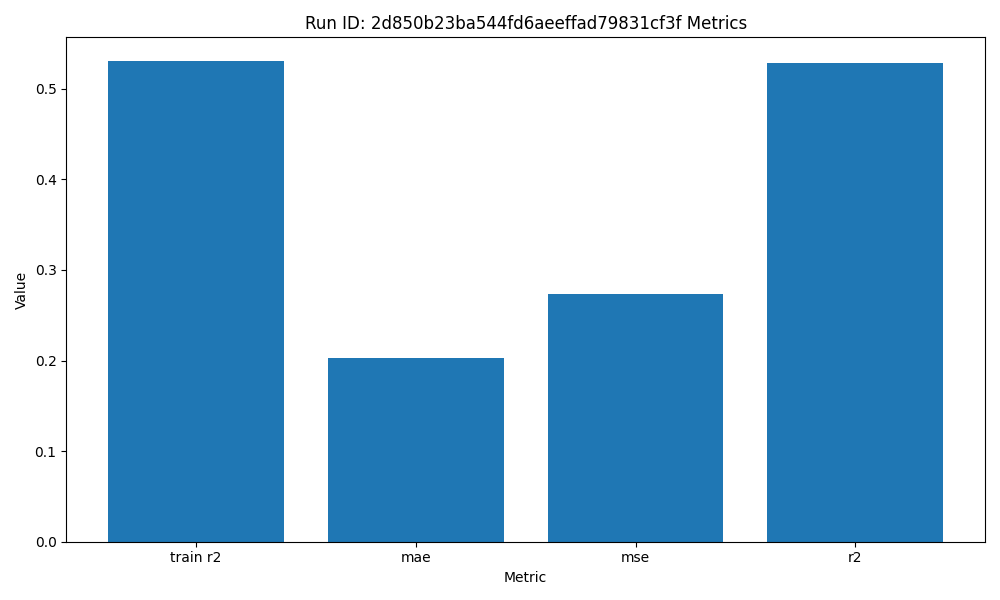 Run ID: 2d850b23ba544fd6aeeffad79831cf3f Metrics
Value
0.5
0.4
0.3
0.2
0.1
0.0
train r2
mae
mse
r2
Metric